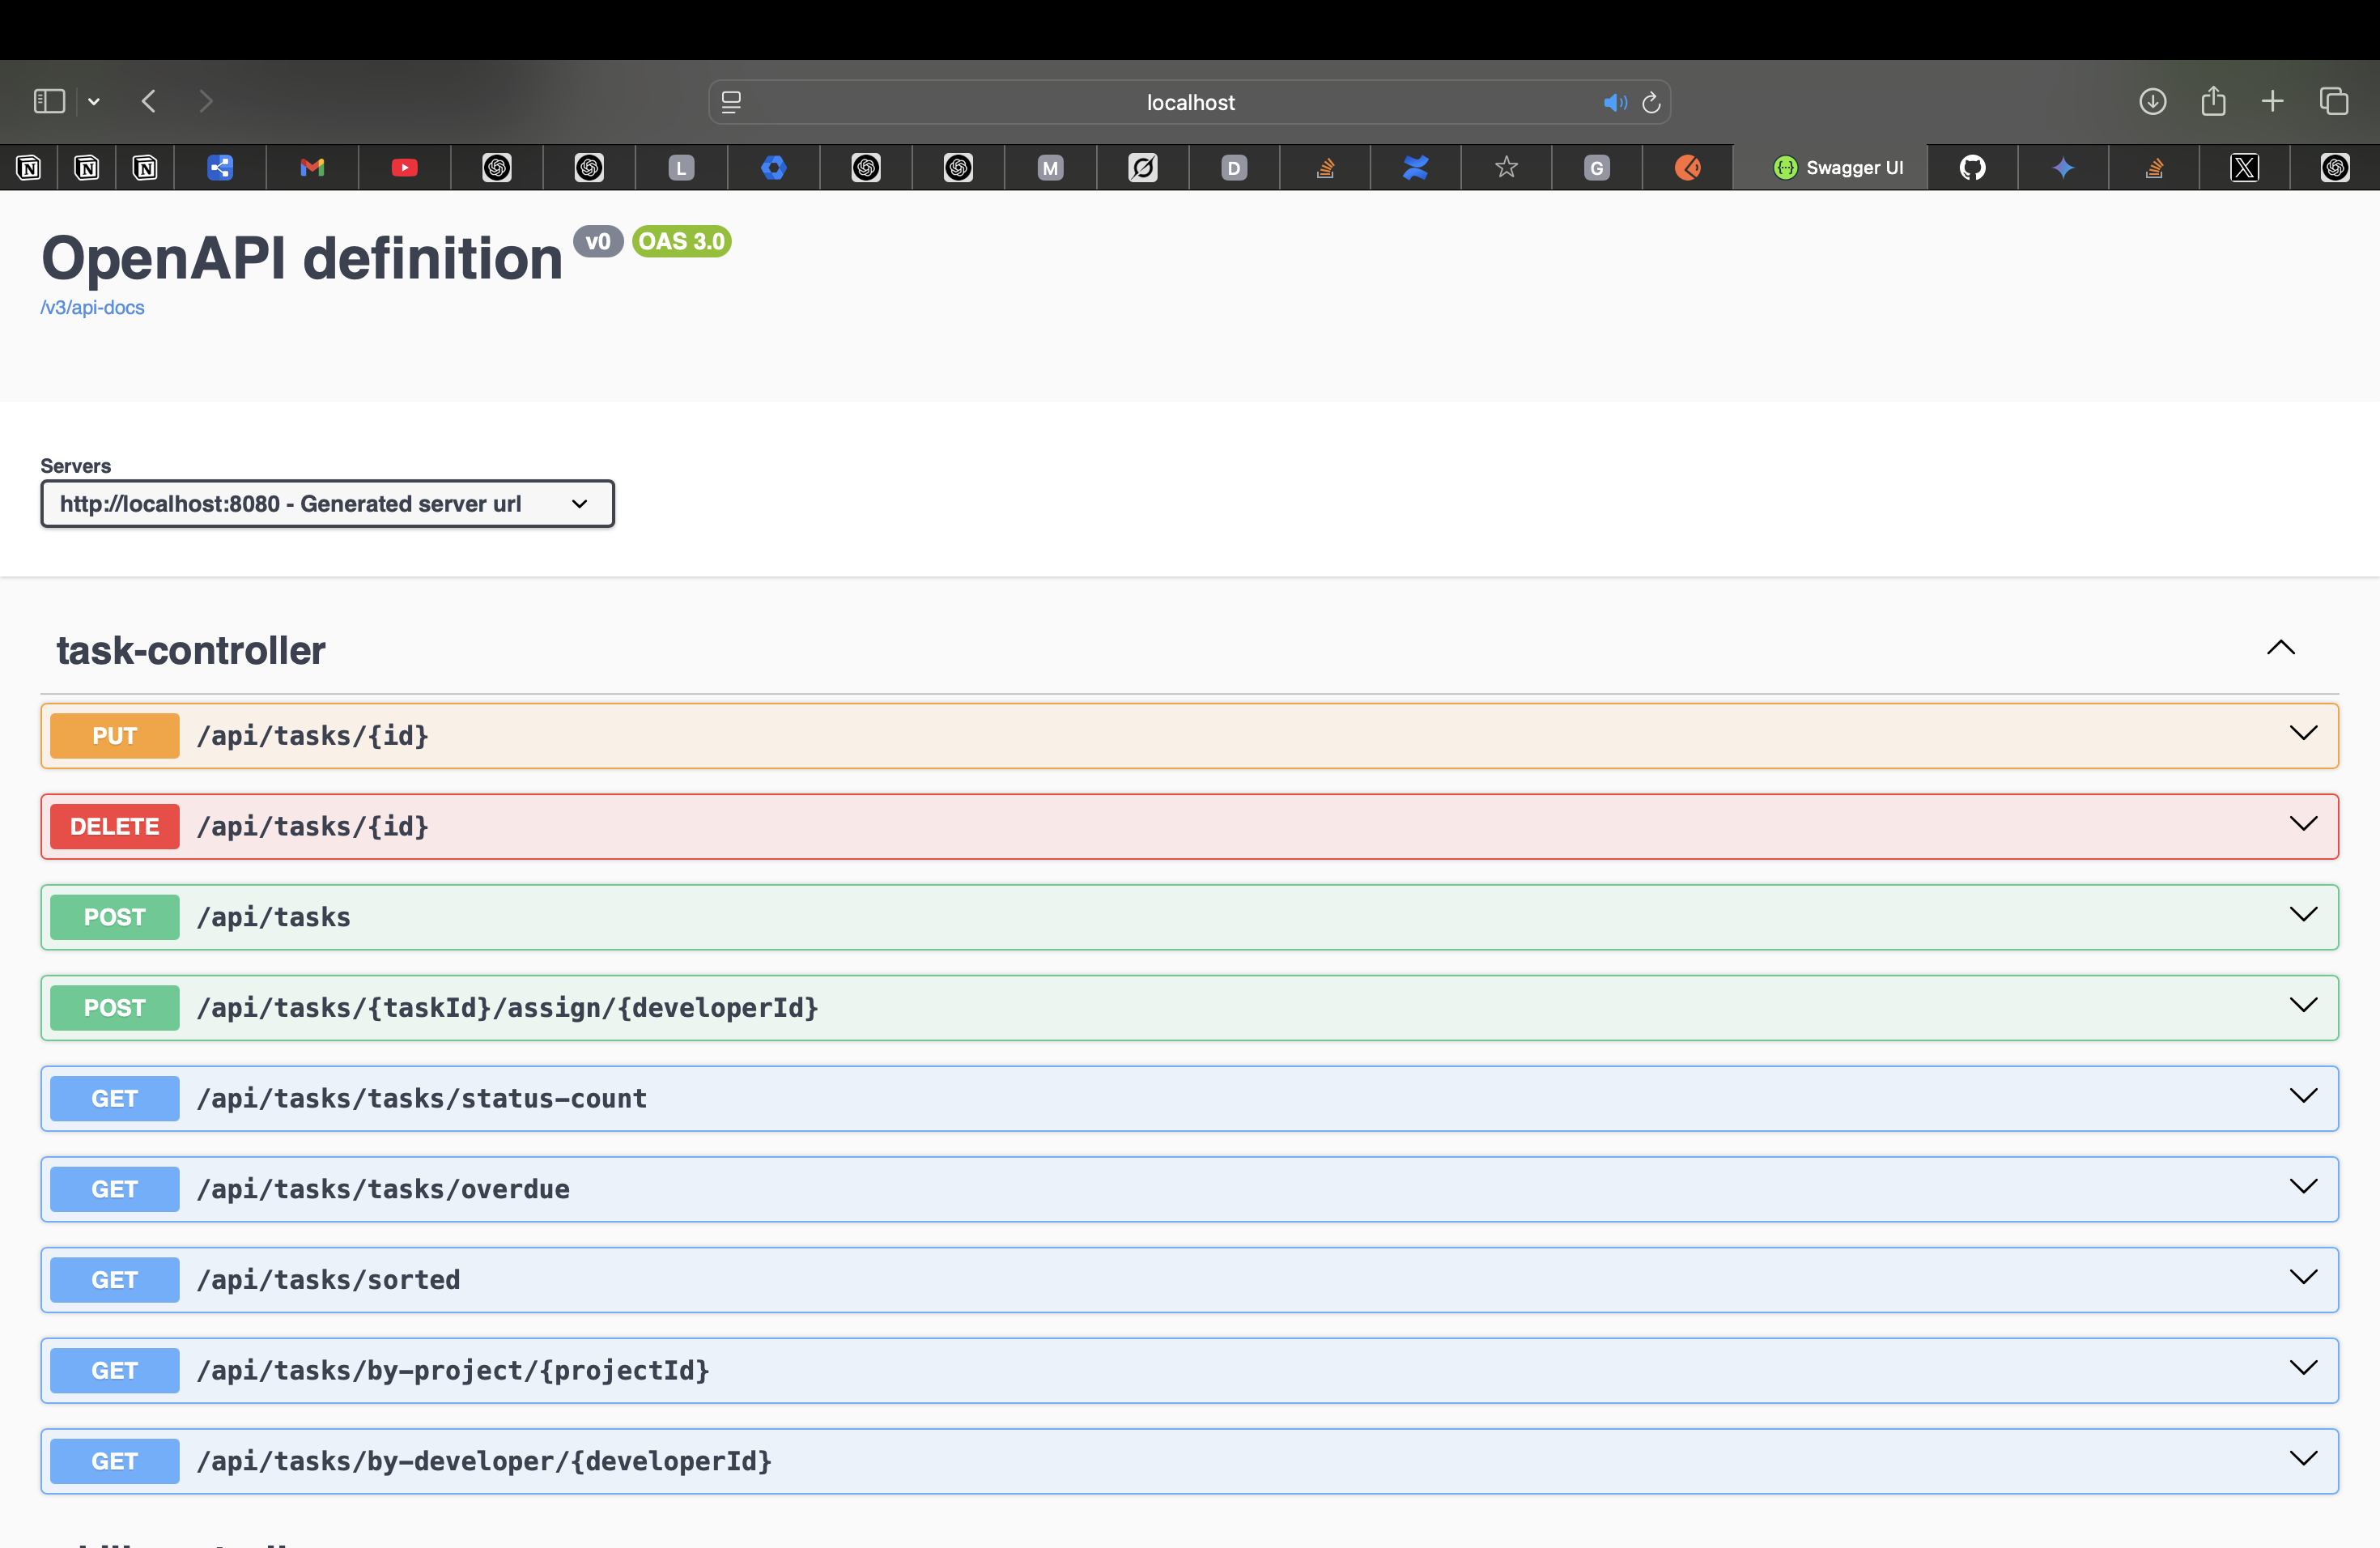 localhost
L
M
D
G
Swagger UI
OpenAPI definition v0 OAS 3.0
/v3/api-docs
Servers
http://localhost:8080 - Generated server url
task-controller
PUT /api/tasks/{id}
DELETE /api/tasks/{id}
POST /api/tasks
POST /api/tasks/{taskId}/assign/{developerId}
GET /api/tasks/tasks/status-count
GET /api/tasks/tasks/overdue
GET /api/tasks/sorted
GET /api/tasks/by-project/{projectId}
GET /api/tasks/by-developer/{developerId}